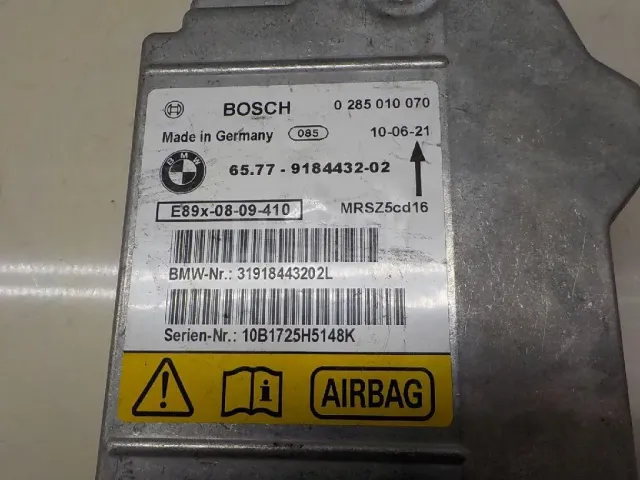 BOSCH 0 285 010 070
Made in Germany 085 10-06-21
BMW 65.77 - 9184432-02
E89x-08-09-410 MRSZ5cd16
BMW-Nr.: 31918443202L
Serien-Nr.: 10B1725H5148K
AIRBAG